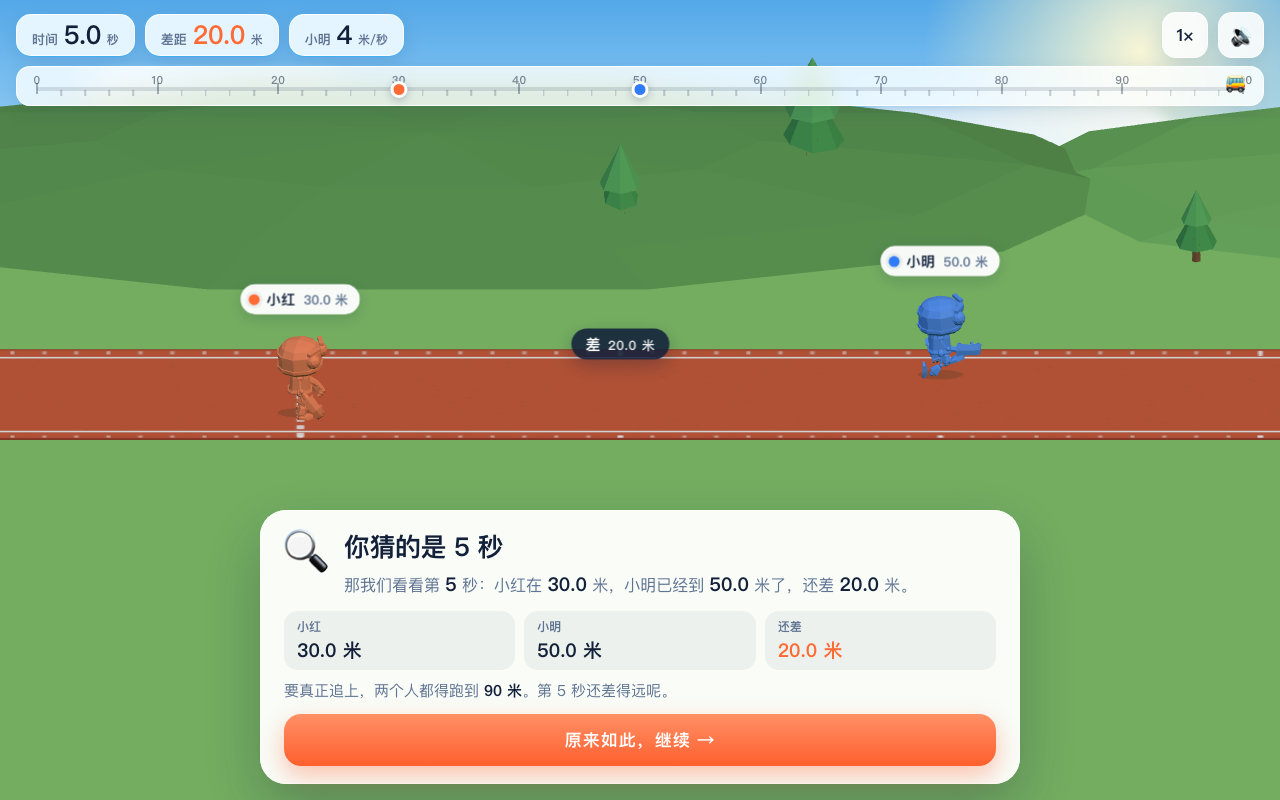 时间 5.0 秒
差距 20.0 米
小明 4 米/秒
1×
0 10 20 30 40 50 60 70 80 90
小明 50.0 米
小红 30.0 米
差 20.0 米
你猜的是 5 秒
那我们看看第 5 秒：小红在 30.0 米，小明已经到 50.0 米了，还差 20.0 米。
小红
30.0 米
小明
50.0 米
还差
20.0 米
要真正追上，两个人都得跑到 90 米。第 5 秒还差得远呢。
原来如此，继续 →